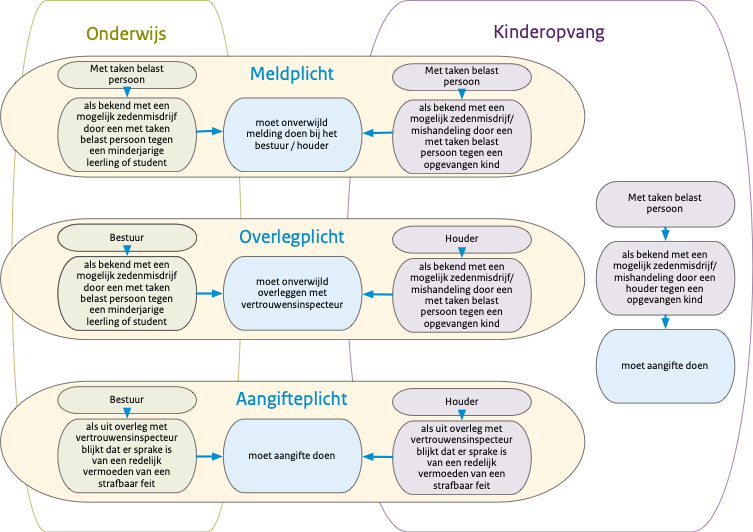 Onderwijs
Kinderopvang
Meldplicht
Met taken belast
persoon
als bekend met een
mogelijk zedenmisdrijf
door een met taken
belast persoon tegen
een minderjarige
leerling of student
moet onverwijld
melding doen bij het
bestuur / houder
Met taken belast
persoon
als bekend met een
mogelijk zedenmisdrijf/
mishandeling door een
met taken belast
persoon tegen een
opgevangen kind
Overlegplicht
Bestuur
als bekend met een
mogelijk zedenmisdrijf
door een met taken
belast persoon tegen
een minderjarige
leerling of student
moet onverwijld
overleggen met
vertrouwensinspecteur
Houder
als bekend met een
mogelijk zedenmisdrijf/
mishandeling door een
met taken belast
persoon tegen een
opgevangen kind
Aangifteplicht
Bestuur
als uit overleg met
vertrouwensinspecteur
blijkt dat er sprake is
van een redelijk
vermoeden van een
strafbaar feit
moet aangifte doen
Houder
als uit overleg met
vertrouwensinspecteur
blijkt dat er sprake is
van een redelijk
vermoeden van een
strafbaar feit
Met taken belast
persoon
als bekend met een
mogelijk zedenmisdrijf/
mishandeling door een
houder tegen een
opgevangen kind
moet aangifte doen